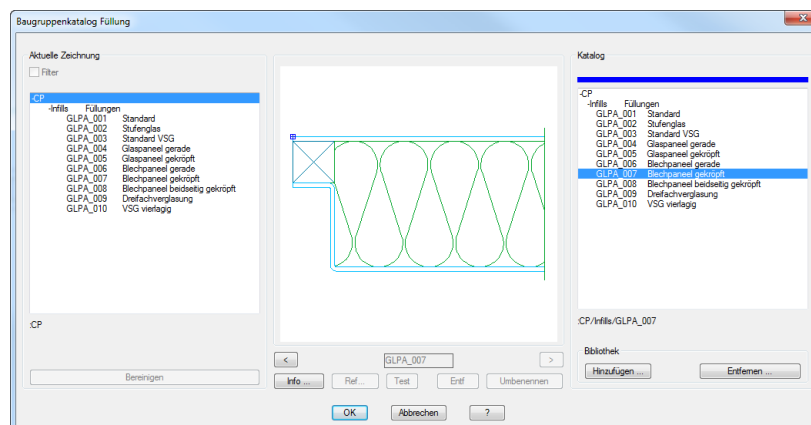 Baugruppenkatalog Füllung
x
Aktuelle Zeichnung
Filter
-CP
-Infills Füllungen
GLPA_001 Standard
GLPA_002 Stufenglas
GLPA_003 Standard VSG
GLPA_004 Glaspaneel gerade
GLPA_005 Glaspaneel gekröpft
GLPA_006 Blechpaneel gerade
GLPA_007 Blechpaneel gekröpft
GLPA_008 Blechpaneel beidseitig gekröpft
GLPA_009 Dreifachverglasung
GLPA_010 VSG vierlagig
:CP
Bereinigen
< GLPA_007 >
Info ... Ref... Test Entf Umbenennen
Katalog
-CP
-Infills Füllungen
GLPA_001 Standard
GLPA_002 Stufenglas
GLPA_003 Standard VSG
GLPA_004 Glaspaneel gerade
GLPA_005 Glaspaneel gekröpft
GLPA_006 Blechpaneel gerade
GLPA_007 Blechpaneel gekröpft
GLPA_008 Blechpaneel beidseitig gekröpft
GLPA_009 Dreifachverglasung
GLPA_010 VSG vierlagig
:CP/Infills/GLPA_007
Bibliothek
Hinzufügen ... Entfernen ...
OK Abbrechen ?